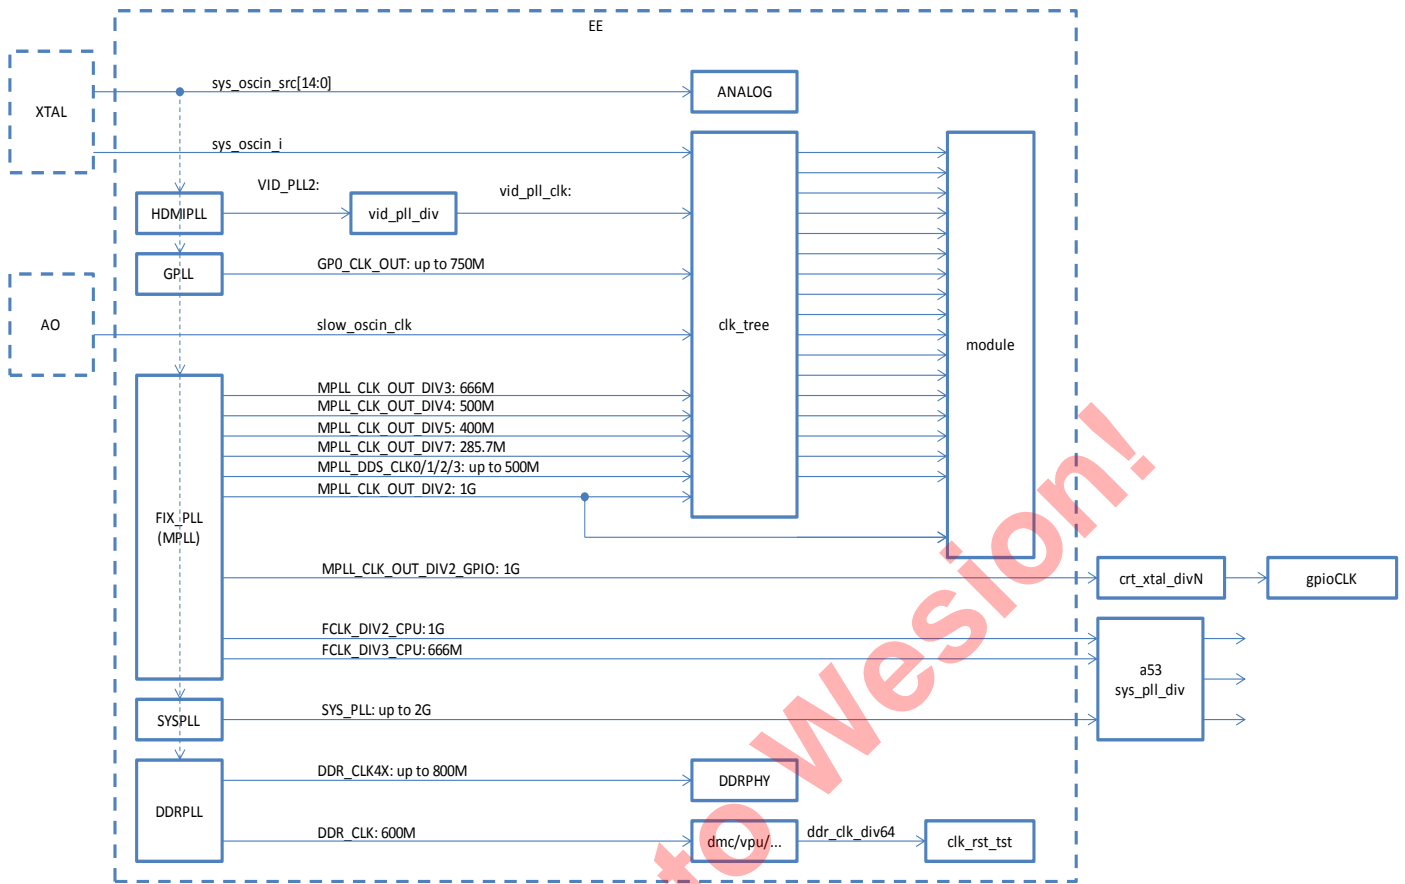 EE
sys_oscin_src[14:0]
XTAL
ANALOG
sys_oscin_i
VID_PLL2:
vid_pll_clk:
HDMIPLL
vid_pll_div
GPLL
GP0_CLK_OUT: up to 750M
AO
slow_oscin_clk
clk_tree
module
MPLL_CLK_OUT_DIV3: 666M
MPLL_CLK_OUT_DIV4: 500M
MPLL_CLK_OUT_DIV5: 400M
MPLL_CLK_OUT_DIV7: 285.7M
MPLL_DDS_CLK0/1/2/3: up to 500M
MPLL_CLK_OUT_DIV2: 1G
FIX_PLL
(MPLL)
MPLL_CLK_OUT_DIV2_GPIO: 1G
crt_xtal_divN
gpioCLK
FCLK_DIV2_CPU: 1G
FCLK_DIV3_CPU: 666M
a53
sys_pll_div
SYSPLL
SYS_PLL: up to 2G
DDRPLL
DDR_CLK4X: up to 800M
DDRPHY
DDR_CLK: 600M
dmc/vpu/...
ddr_clk_div64
clk_rst_tst
to Wesion!